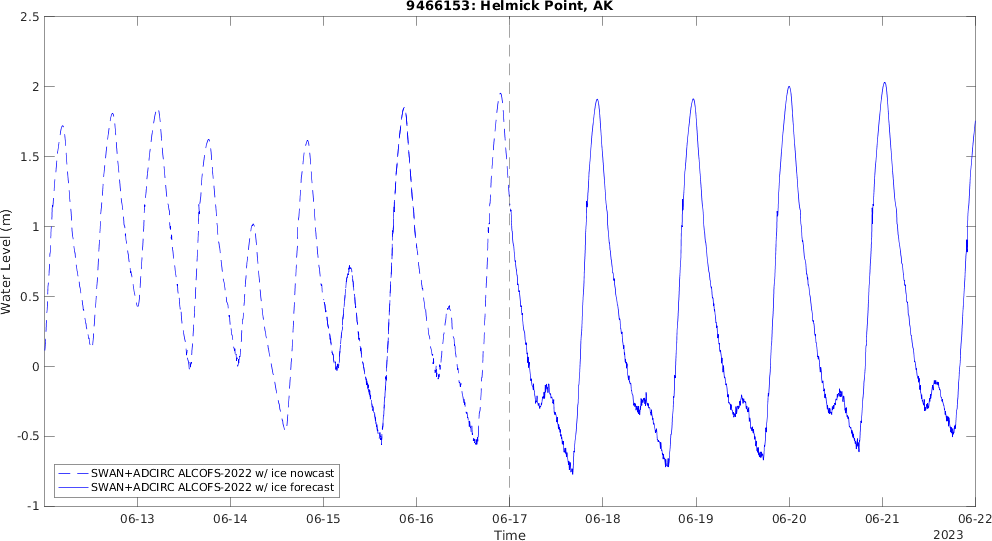 9466153: Helmick Point, AK
Water Level (m)
2.5
2
1.5
1
0.5
0
-0.5
-1
SWAN+ADCIRC ALCOFS-2022 w/ ice nowcast
SWAN+ADCIRC ALCOFS-2022 w/ ice forecast
06-13 06-14 06-15 06-16 06-17 06-18 06-19 06-20 06-21 06-22
Time
2023